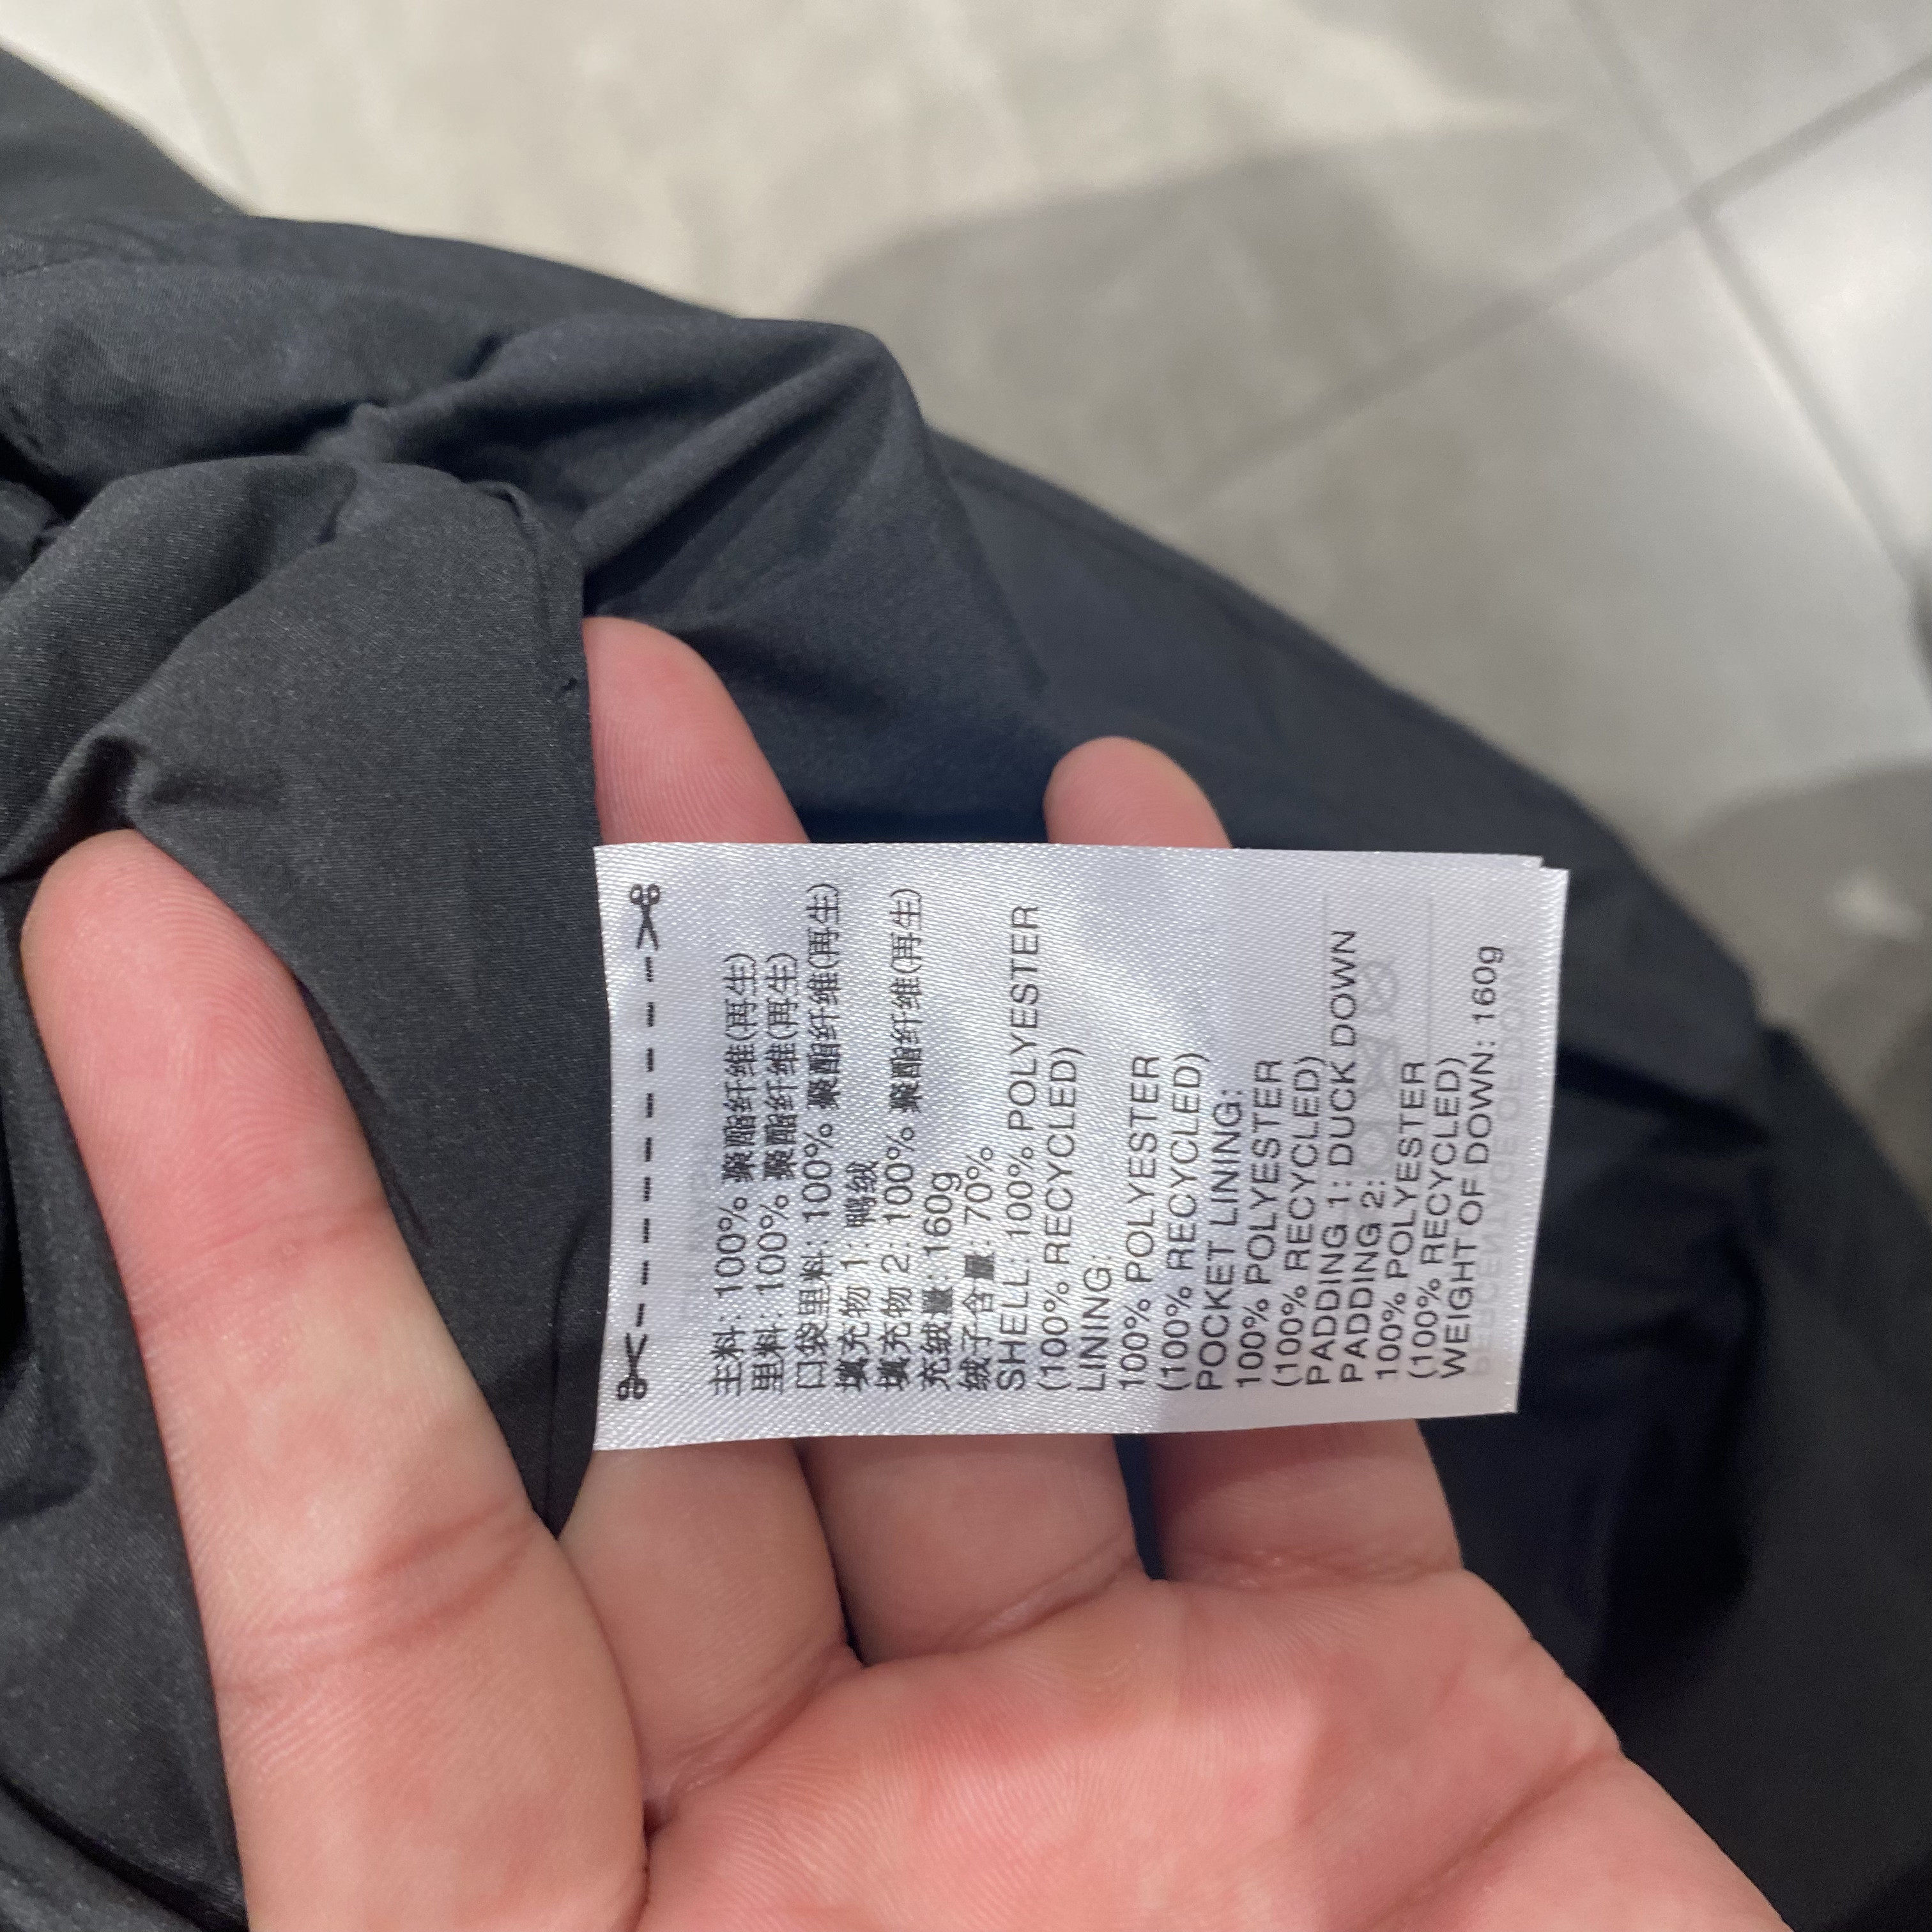 主料: 100% 聚酯纤维(再生)
里料: 100% 聚酯纤维(再生)
口袋里料: 100% 聚酯纤维(再生)
填充物 1: 鸭绒
填充物 2: 100% 聚酯纤维(再生)
充绒量: 160g
绒子含量: 70%
SHELL: 100% POLYESTER
(100% RECYCLED)
LINING:
100% POLYESTER
(100% RECYCLED)
POCKET LINING:
100% POLYESTER
(100% RECYCLED)
PADDING 1: DUCK DOWN
PADDING 2:
100% POLYESTER
(100% RECYCLED)
WEIGHT OF DOWN: 160g